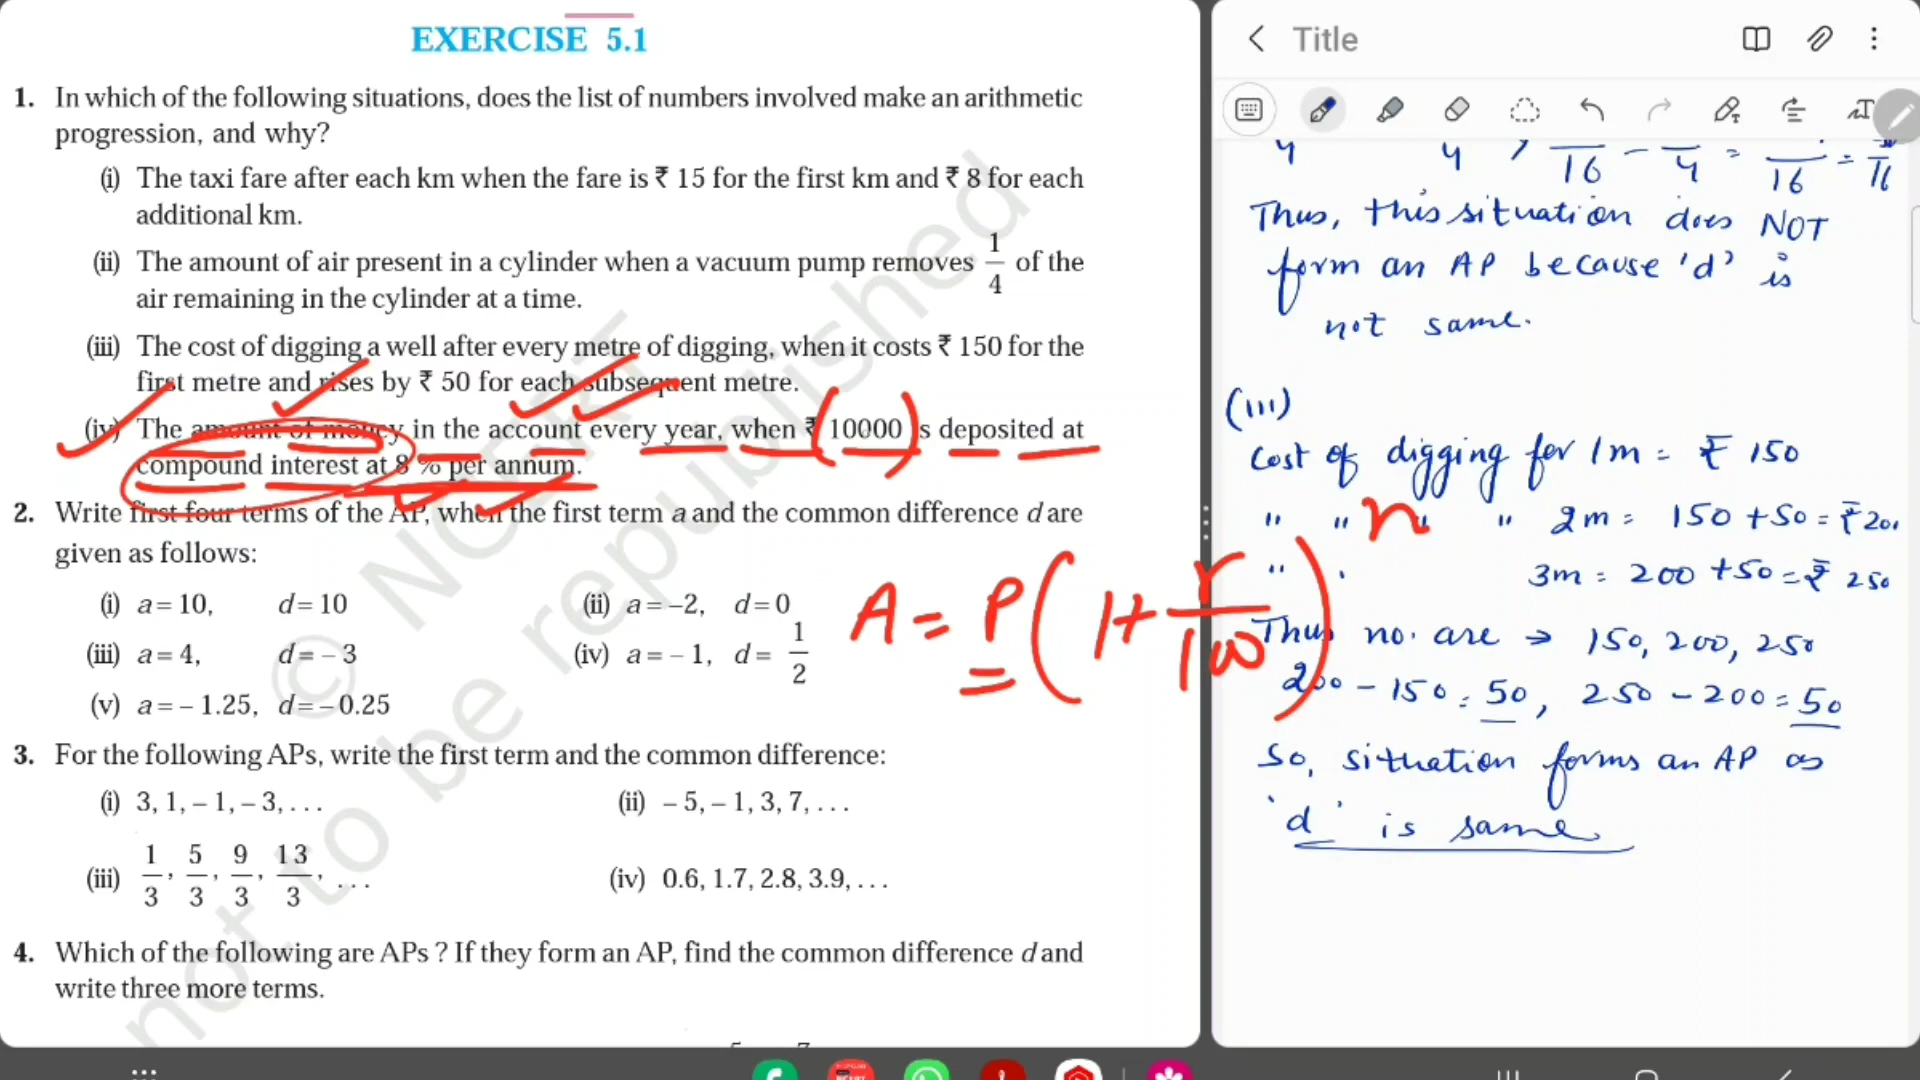 EXERCISE 5.1
1. In which of the following situations, does the list of numbers involved make an arithmetic
progression, and why?
(i) The taxi fare after each km when the fare is ₹ 15 for the first km and ₹ 8 for each
additional km.
(ii) The amount of air present in a cylinder when a vacuum pump removes 1/4 of the
air remaining in the cylinder at a time.
(iii) The cost of digging a well after every metre of digging, when it costs ₹ 150 for the
first metre and rises by ₹ 50 for each subsequent metre.
(iv) The amount of money in the account every year, when ₹ 10000 is deposited at
compound interest at 8 % per annum.
2. Write first four terms of the AP, when the first term a and the common difference d are
given as follows:
(i) a = 10, d = 10 (ii) a = –2, d = 0
(iii) a = 4, d = – 3 (iv) a = – 1, d = 1/2
(v) a = – 1.25, d = – 0.25
3. For the following APs, write the first term and the common difference:
(i) 3, 1, – 1, – 3, . . . (ii) – 5, – 1, 3, 7, . . .
(iii) 1/3, 5/3, 9/3, 13/3, . . . (iv) 0.6, 1.7, 2.8, 3.9, . . .
4. Which of the following are APs ? If they form an AP, find the common difference d and
write three more terms.
© NCERT
not to be republished
A = P(1+r/100)
n
Title
Thus, this situation does NOT
form an AP because 'd' is
not same.
(iii)
Cost of digging for 1m = ₹ 150
" " " " 2m = 150 + 50 = ₹ 200
" 3m = 200 + 50 = ₹ 250
Thus no. are → 150, 200, 250
200 - 150 = 50, 250 - 200 = 50
So, situation forms an AP as
'd' is same